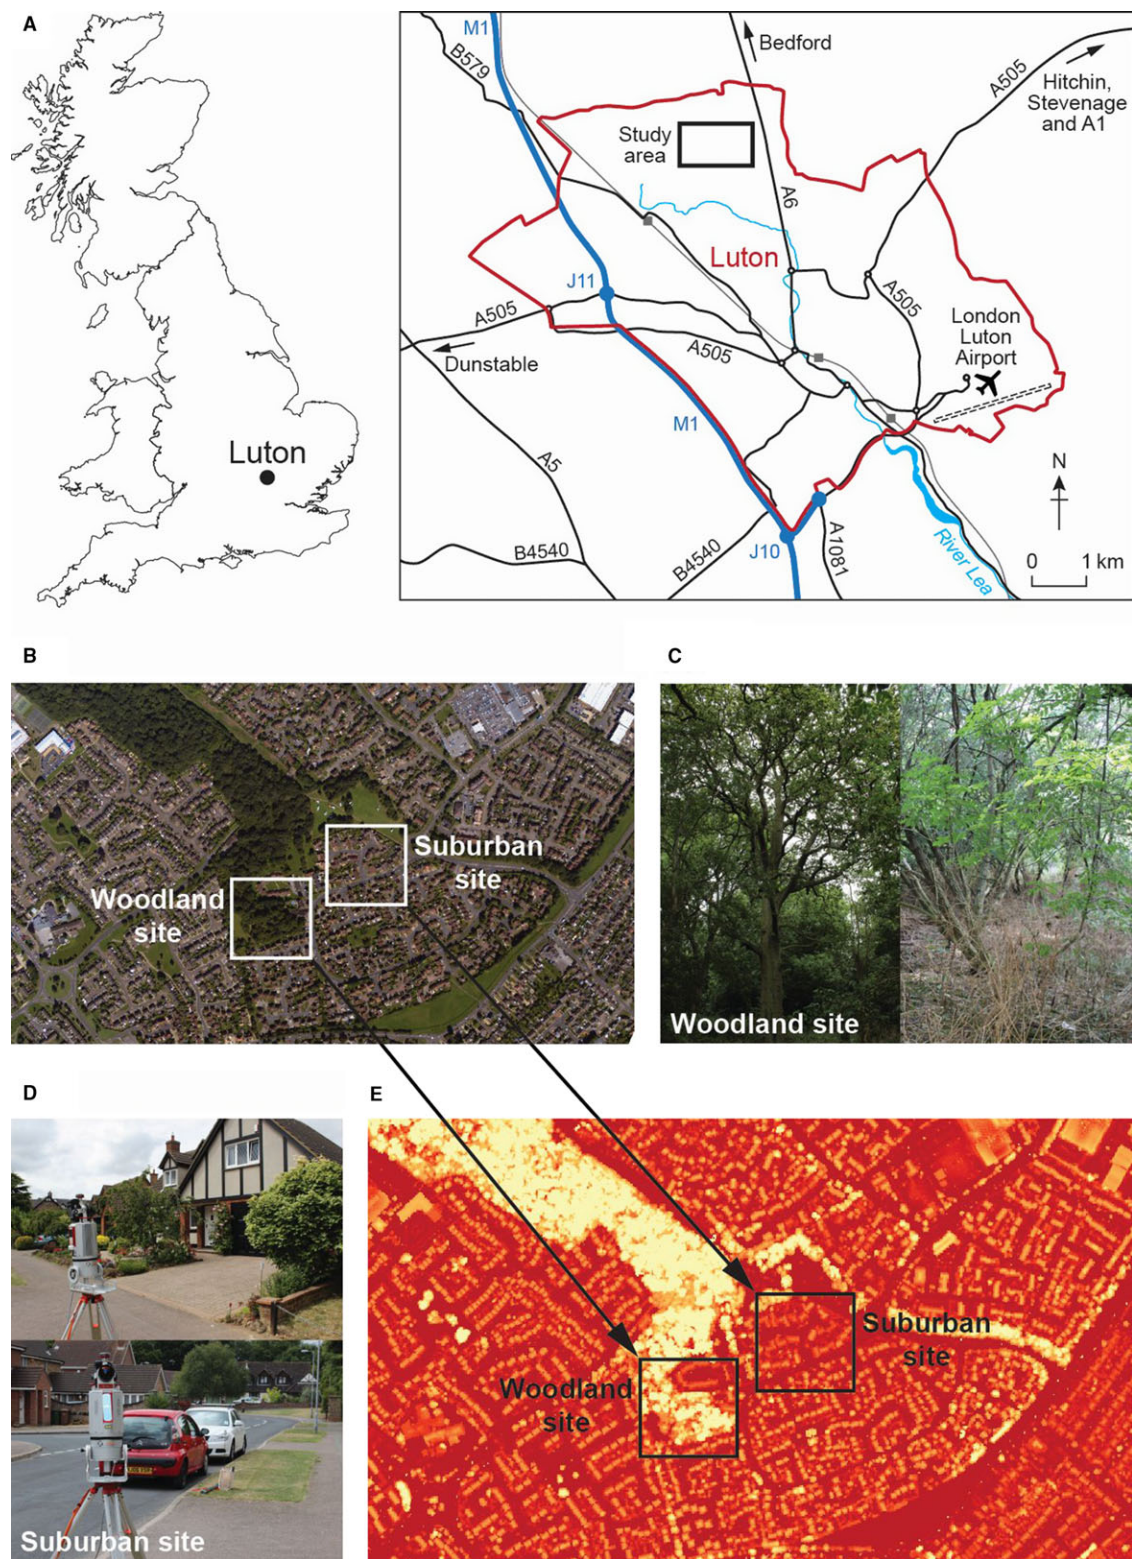 A
Luton
M1
B579
Bedford
A505
Hitchin,
Stevenage
and A1
Study
area
A6
Luton
J11
A505
A505
London
Luton
Airport
A505
Dunstable
M1
A5
N
B4540
B4540
J10
A1081
River Lea
0 1 km
B
Suburban
site
Woodland
site
C
Woodland site
D
Suburban site
E
Suburban
site
Woodland
site